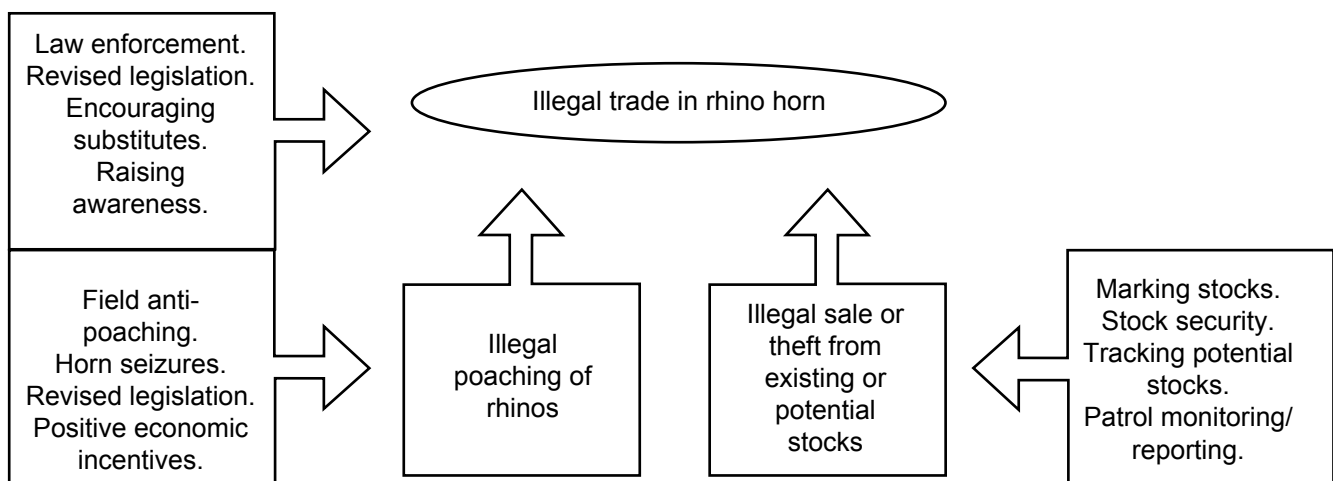 Law enforcement.
Revised legislation.
Encouraging
substitutes.
Raising
awareness.
Illegal trade in rhino horn
Field anti-
poaching.
Horn seizures.
Revised legislation.
Positive economic
incentives.
Illegal
poaching of
rhinos
Illegal sale or
theft from
existing or
potential
stocks
Marking stocks.
Stock security.
Tracking potential
stocks.
Patrol monitoring/
reporting.